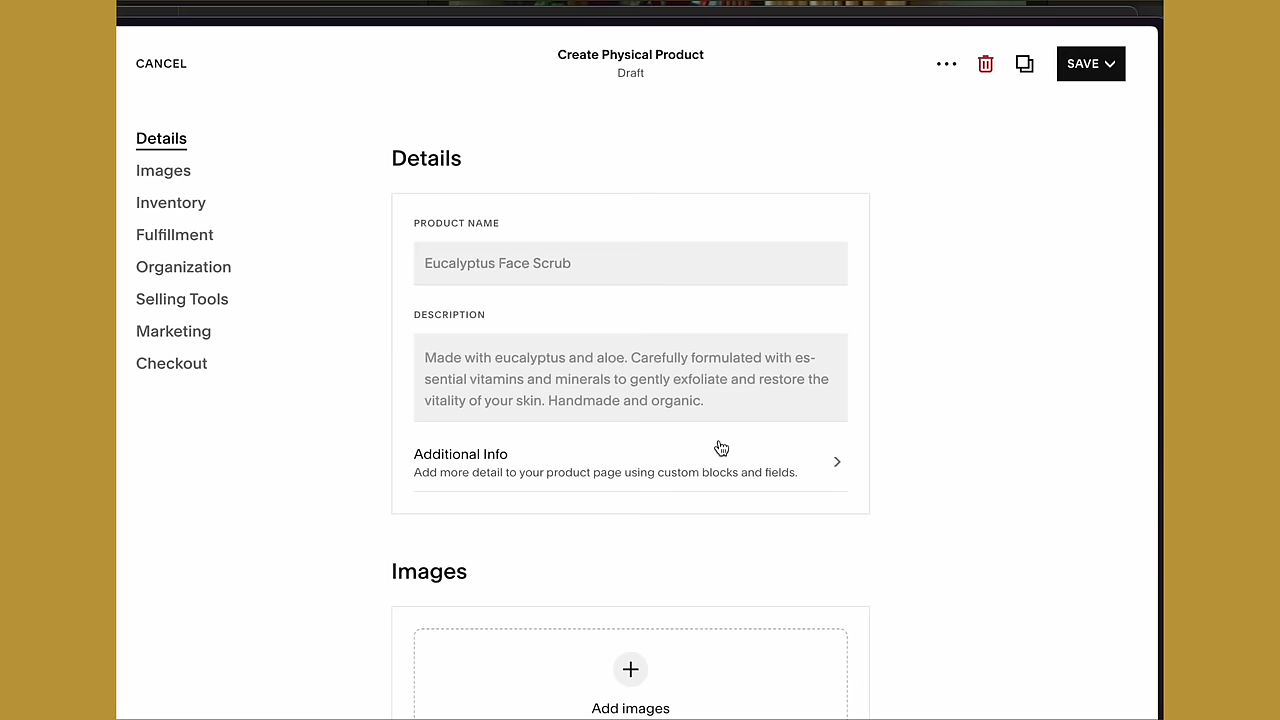 CANCEL
Create Physical Product
Draft
SAVE
Details
Images
Inventory
Fulfillment
Organization
Selling Tools
Marketing
Checkout
Details
PRODUCT NAME
Eucalyptus Face Scrub
DESCRIPTION
Made with eucalyptus and aloe. Carefully formulated with es-
sential vitamins and minerals to gently exfoliate and restore the
vitality of your skin. Handmade and organic.
Additional Info
Add more detail to your product page using custom blocks and fields.
Images
Add images